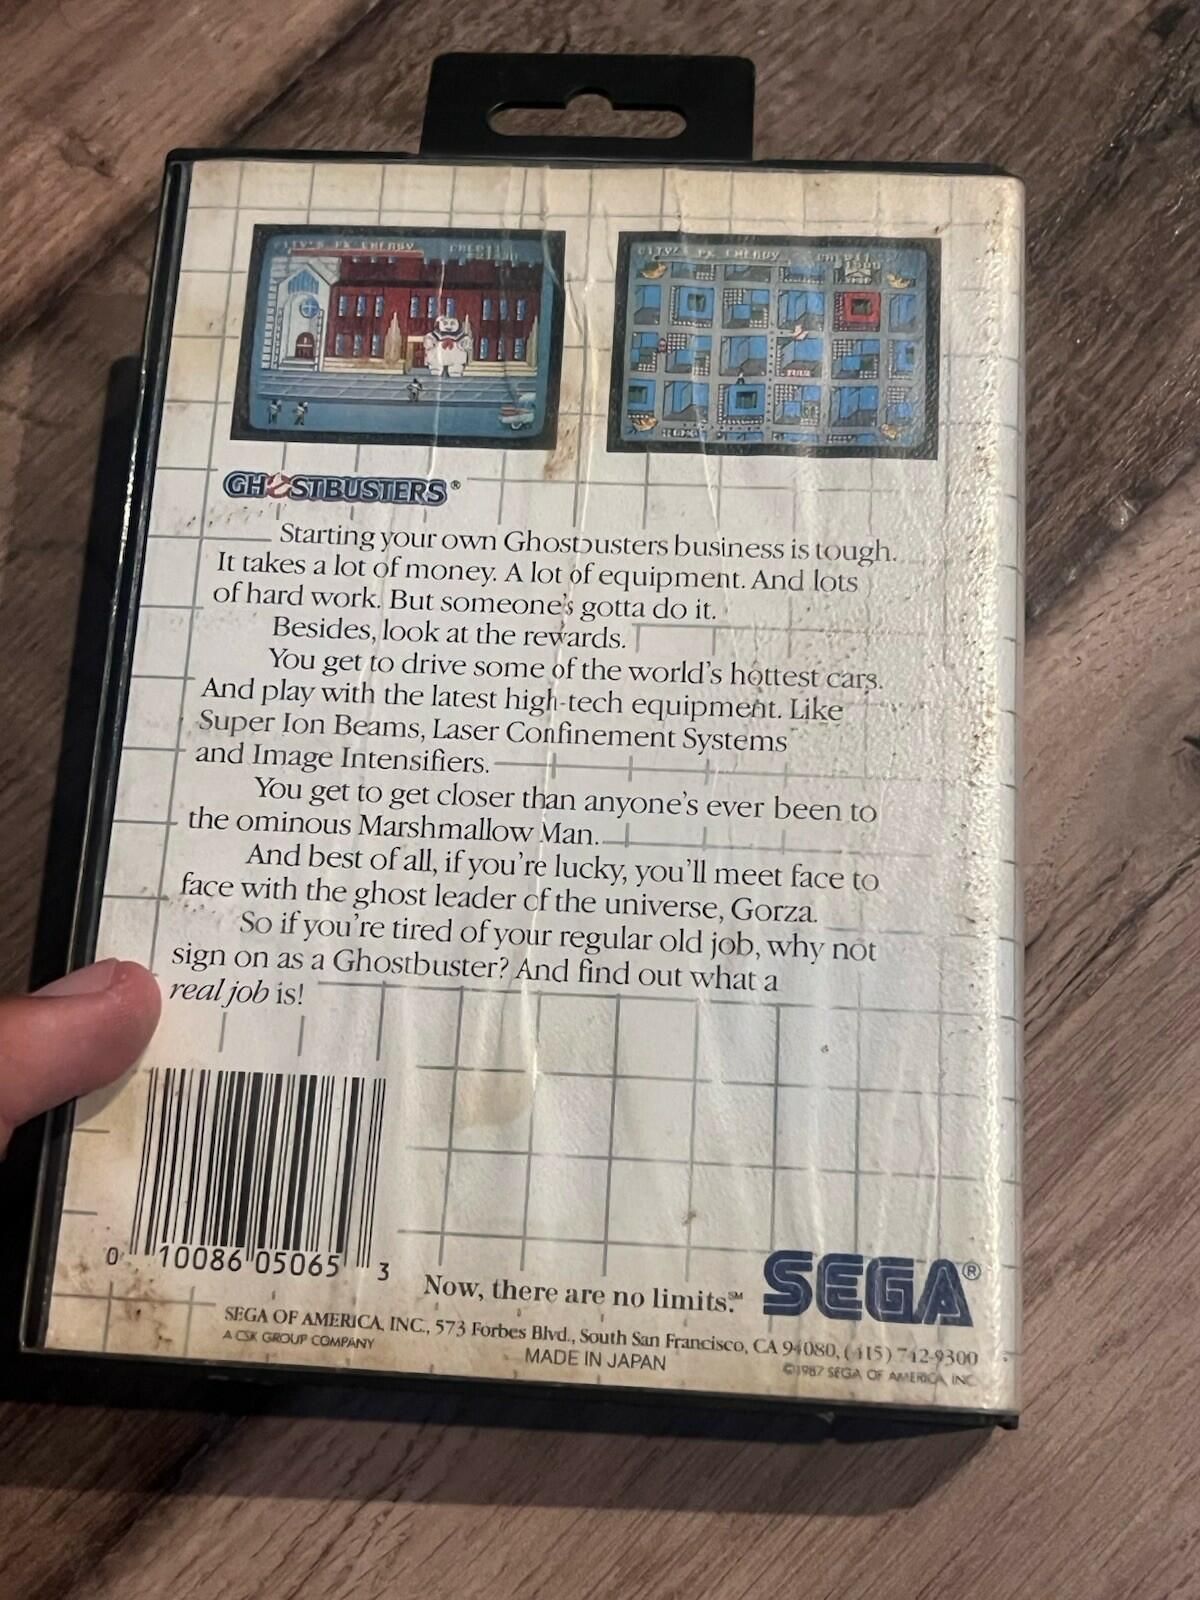 CITY'S PK ENERGY
CITY'S PK ENERGY
ZUUL
GHOSTBUSTERS®
Starting your own Ghostbusters business is tough.
It takes a lot of money. A lot of equipment. And lots
of hard work. But someone's gotta do it.
Besides, look at the rewards.
You get to drive some of the world's hottest cars.
And play with the latest high-tech equipment. Like
Super Ion Beams, Laser Confinement Systems
and Image Intensifiers.
You get to get closer than anyone's ever been to
the ominous Marshmallow Man.
And best of all, if you're lucky, you'll meet face to
face with the ghost leader of the universe, Gorza.
So if you're tired of your regular old job, why not
sign on as a Ghostbuster? And find out what a
real job is!
0 10086 05065 3
Now, there are no limits.℠
SEGA®
SEGA OF AMERICA, INC., 573 Forbes Blvd., South San Francisco, CA 94080, (415) 742-9300
A CSK GROUP COMPANY
MADE IN JAPAN
©1987 SEGA OF AMERICA, INC.